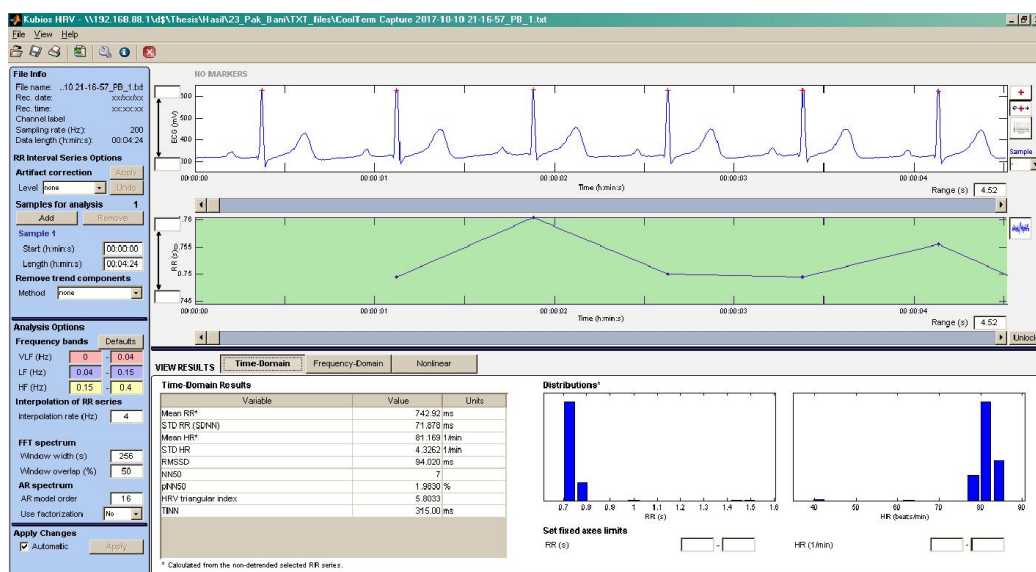 Kubios HRV - \\192.168.88.1\d$\Thesis\Hasil\23_Pak_Bani\TXT_files\CoolTerm Capture 2017-10-10 21-16-57_PB_1.txt
File View Help
File Info
File name: ..10 21-16-57_PB_1.txt
Rec. date: xx/xx/xx
Rec. time: xx:xx:xx
Channel label
Sampling rate (Hz): 200
Data length (h:min:s): 00:04:24
RR Interval Series Options
Artifact correction Apply
Level none Undo
Samples for analysis 1
Add Remove
Sample 1
Start (h:min:s) 00:00:00
Length (h:min:s) 00:04:24
Remove trend components
Method none
Analysis Options
Frequency bands Defaults
VLF (Hz) 0 - 0.04
LF (Hz) 0.04 - 0.15
HF (Hz) 0.15 - 0.4
Interpolation of RR series
Interpolation rate (Hz) 4
FFT spectrum
Window width (s) 256
Window overlap (%) 50
AR spectrum
AR model order 16
Use factorization No
Apply Changes
Automatic Apply
NO MARKERS
ECG (mV)
500
400
300
00:00:00 00:00:01 00:00:02 00:00:03 00:00:04
Time (h:min:s)
Range (s) 4.52
Sample
RR (s)
0.76
0.755
0.75
745
00:00:00 00:00:01 00:00:02 00:00:03 00:00:04
Time (h:min:s)
Range (s) 4.52
Unlock
VIEW RESULTS Time-Domain Frequency-Domain Nonlinear
Time-Domain Results
Variable Value Units
Mean RR* 742.92 ms
STD RR (SDNN) 71.878 ms
Mean HR* 81.169 1/min
STD HR 4.3262 1/min
RMSSD 94.020 ms
NN50 7
pNN50 1.9830 %
HRV triangular index 5.8033
TINN 315.00 ms
* Calculated from the non-detrended selected RR series.
Distributions*
0.7 0.8 0.9 1 1.1 1.2 1.3 1.4 1.5 1.6
RR (s)
40 50 60 70 80 90
HR (beats/min)
Set fixed axes limits
RR (s) -
HR (1/min) -